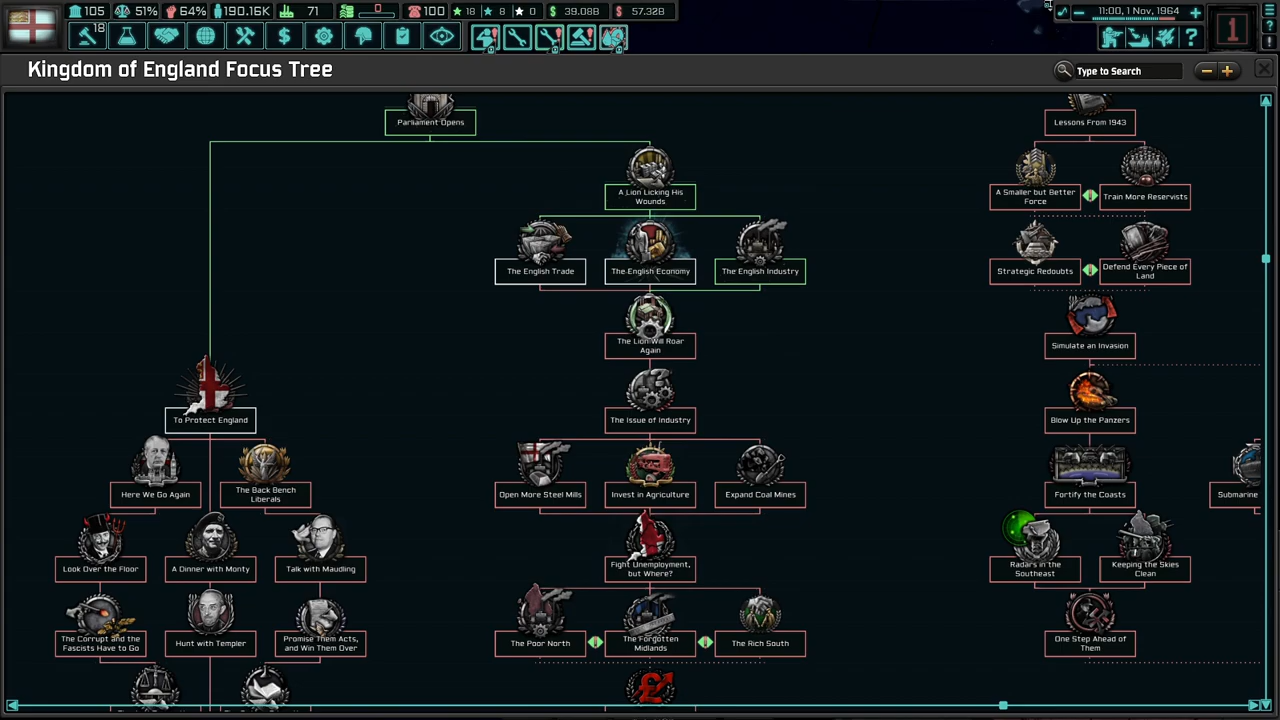 105 51% 64% 190.16K 71 100 18 8 0 $ 39.08B $ 57.32B 11:00, 1 Nov, 1964 1
18
Kingdom of England Focus Tree
Type to Search
Parliament Opens
Lessons From 1943
A Lion Licking His
Wounds
A Smaller but Better
Force
Train More Reservists
The English Trade
The English Economy
The English Industry
Strategic Redoubts
Defend Every Piece of
Land
The Lion Will Roar
Again
Simulate an Invasion
To Protect England
The Issue of Industry
Blow Up the Panzers
Here We Go Again
The Back Bench
Liberals
Open More Steel Mills
Invest in Agriculture
Expand Coal Mines
Fortify the Coasts
Submarine
Look Over the Floor
A Dinner with Monty
Talk with Maudling
Fight Unemployment,
but Where?
Radars in the
Southeast
Keeping the Skies
Clean
The Corrupt and the
Fascists Have to Go
Hunt with Templer
Promise Them Acts,
and Win Them Over
The Poor North
The Forgotten
Midlands
The Rich South
One Step Ahead of
Them